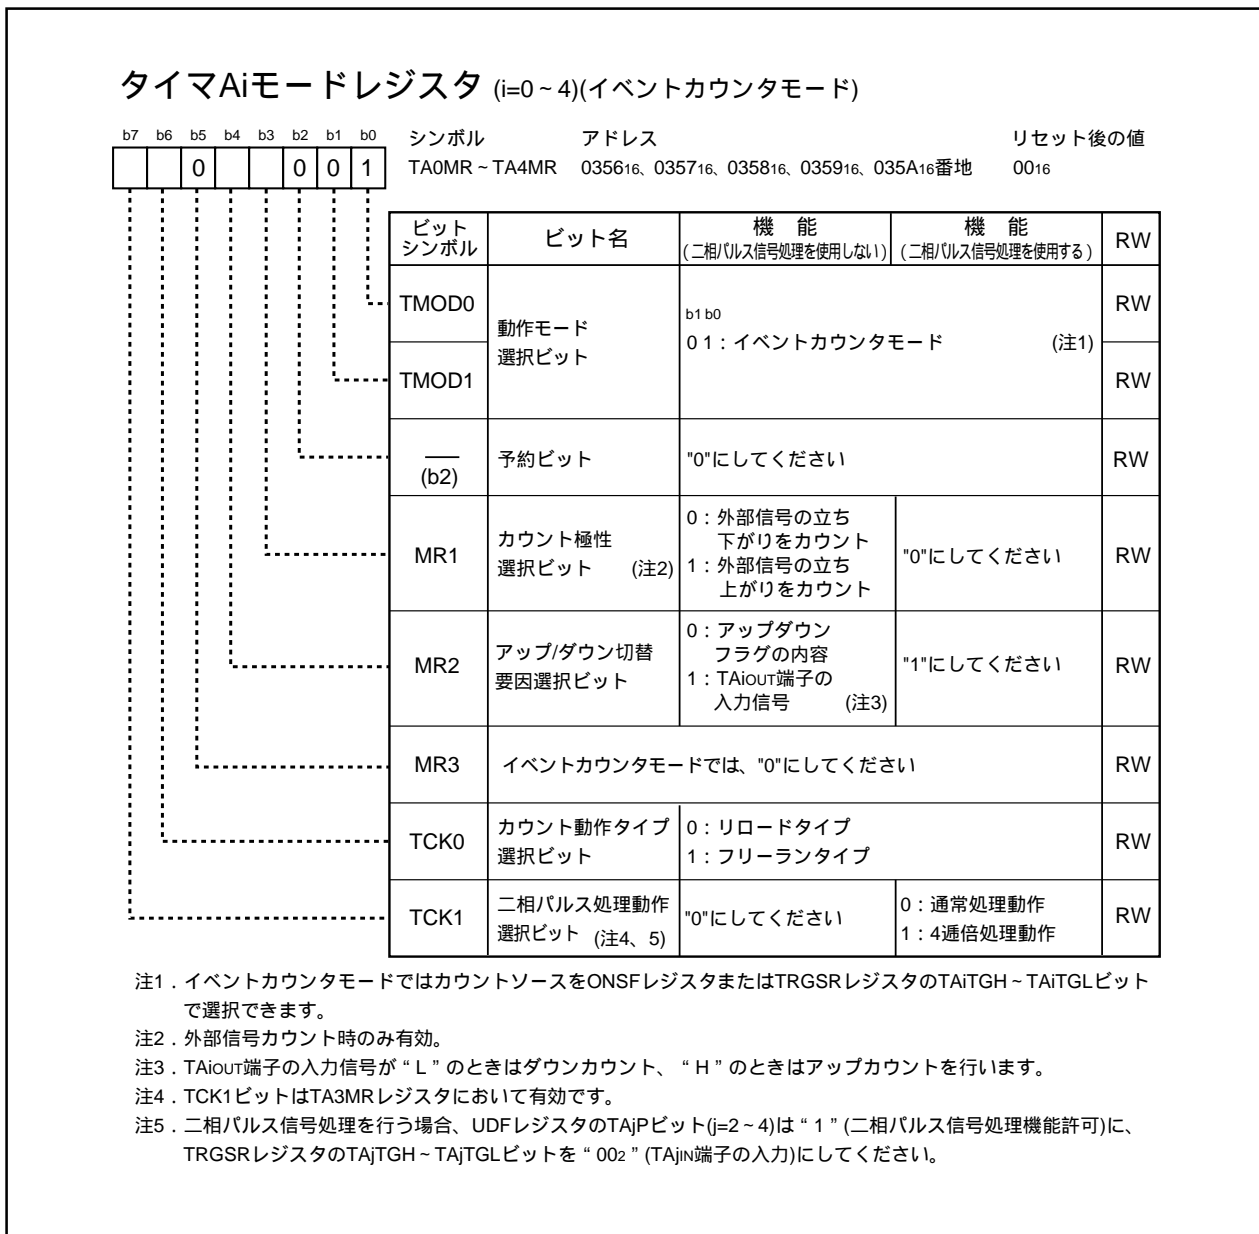 タイマAiモードレジスタ (i=0~4)(イベントカウンタモード)
b7 b6 b5 b4 b3 b2 b1 b0
シンボル アドレス リセット後の値
0 0 0 1
TA0MR~TA4MR 035616、035716、035816、035916、035A16番地 0016
ビットシンボル ビット名 機 能 (二相パルス信号処理を使用しない) 機 能 (二相パルス信号処理を使用する) RW
TMOD0 RW
動作モード
選択ビット
b1 b0
0 1:イベントカウンタモード (注1)
TMOD1 RW
(b2) 予約ビット "0"にしてください RW
MR1
カウント極性
選択ビット (注2)
0:外部信号の立ち
下がりをカウント
1:外部信号の立ち
上がりをカウント
"0"にしてください RW
MR2
アップ/ダウン切替
要因選択ビット
0:アップダウン
フラグの内容
1:TAiOUT端子の
入力信号 (注3)
"1"にしてください RW
MR3 イベントカウンタモードでは、"0"にしてください RW
TCK0
カウント動作タイプ
選択ビット
0:リロードタイプ
1:フリーランタイプ
RW
TCK1
二相パルス処理動作
選択ビット (注4、5)
"0"にしてください
0:通常処理動作
1:4逓倍処理動作
RW
注1.イベントカウンタモードではカウントソースをONSFレジスタまたはTRGSRレジスタのTAiTGH~TAiTGLビット
で選択できます。
注2.外部信号カウント時のみ有効。
注3.TAiOUT端子の入力信号が“L”のときはダウンカウント、“H”のときはアップカウントを行います。
注4.TCK1ビットはTA3MRレジスタにおいて有効です。
注5.二相パルス信号処理を行う場合、UDFレジスタのTAjPビット(j=2~4)は“1”(二相パルス信号処理機能許可)に、
TRGSRレジスタのTAjTGH~TAjTGLビットを“002”(TAjIN端子の入力)にしてください。